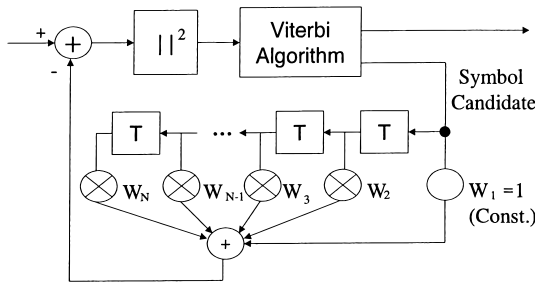 +
+
-
| | ²
Viterbi
Algorithm
Symbol
Candidate
T
...
T
T
W_N
W_N-1
W_3
W_2
W_1 =1
(Const.)
+